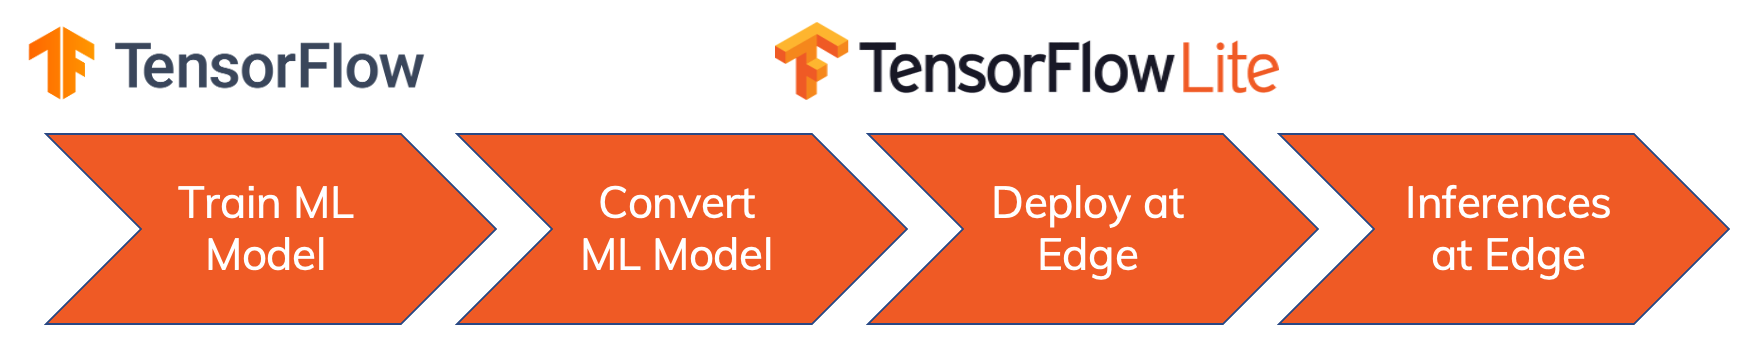 TensorFlow
TensorFlow Lite
Train ML
Model
Convert
ML Model
Deploy at
Edge
Inferences
at Edge